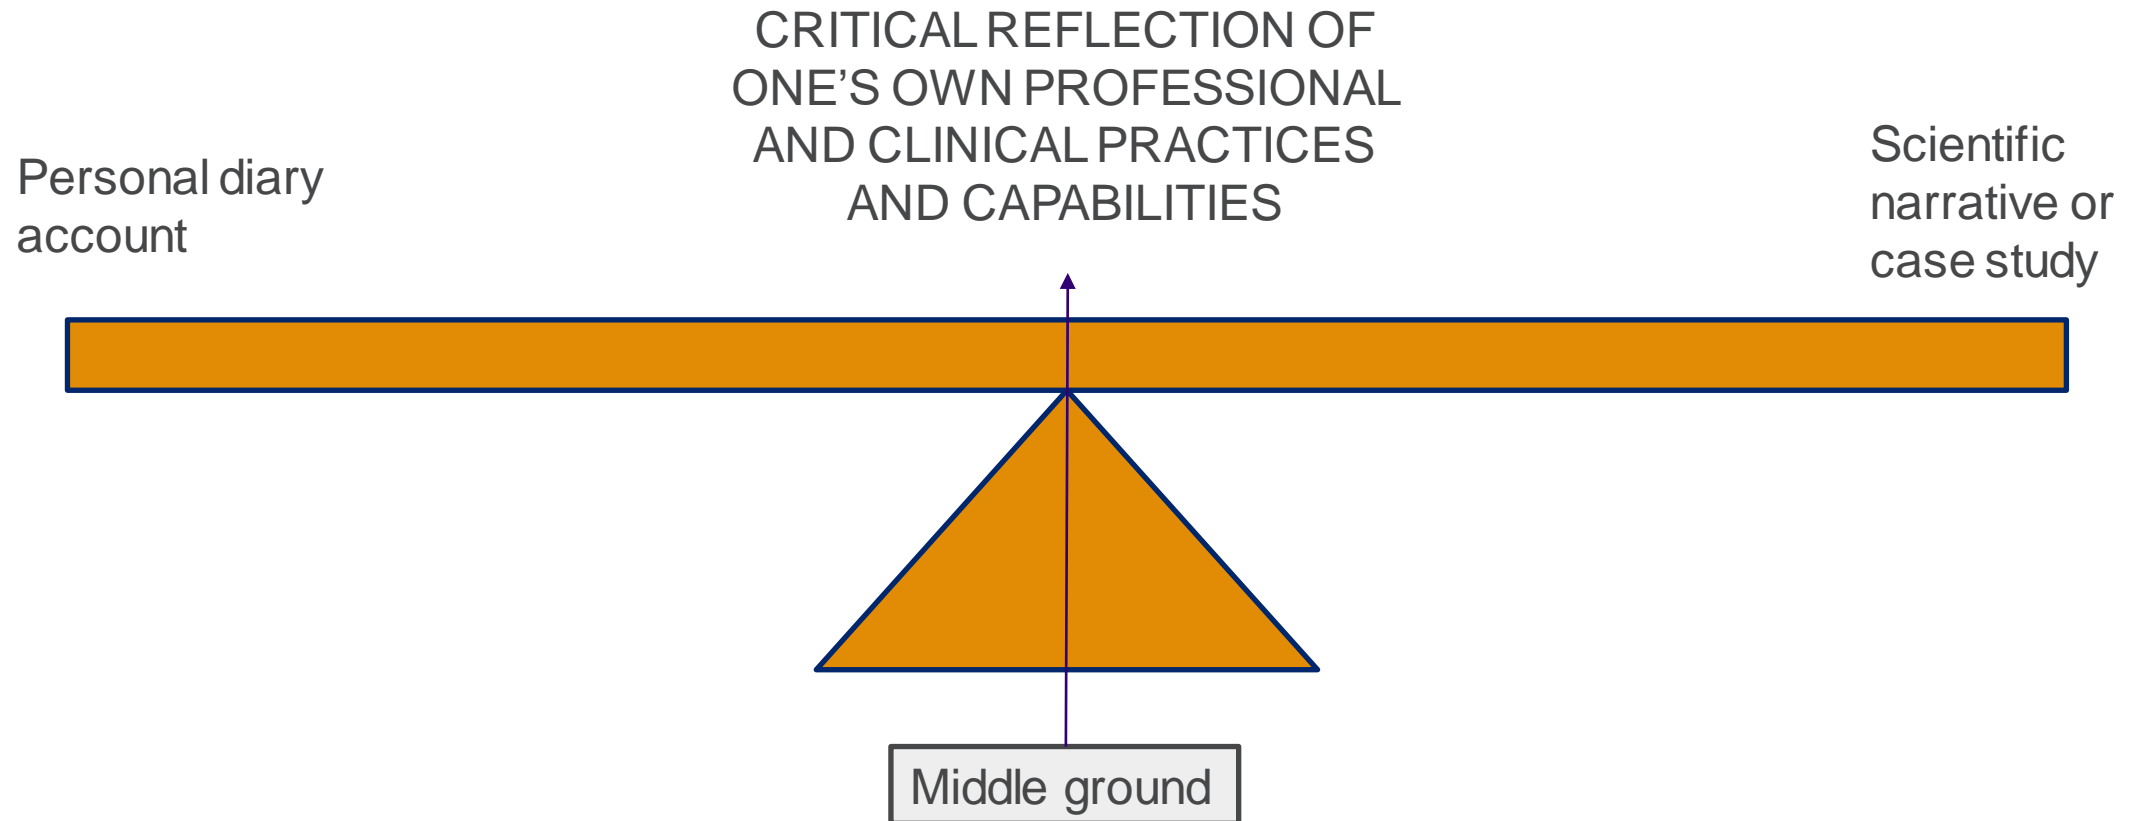 CRITICAL REFLECTION OF
ONE’S OWN PROFESSIONAL
AND CLINICAL PRACTICES
AND CAPABILITIES
Personal diary
account
Scientific
narrative or
case study
Middle ground